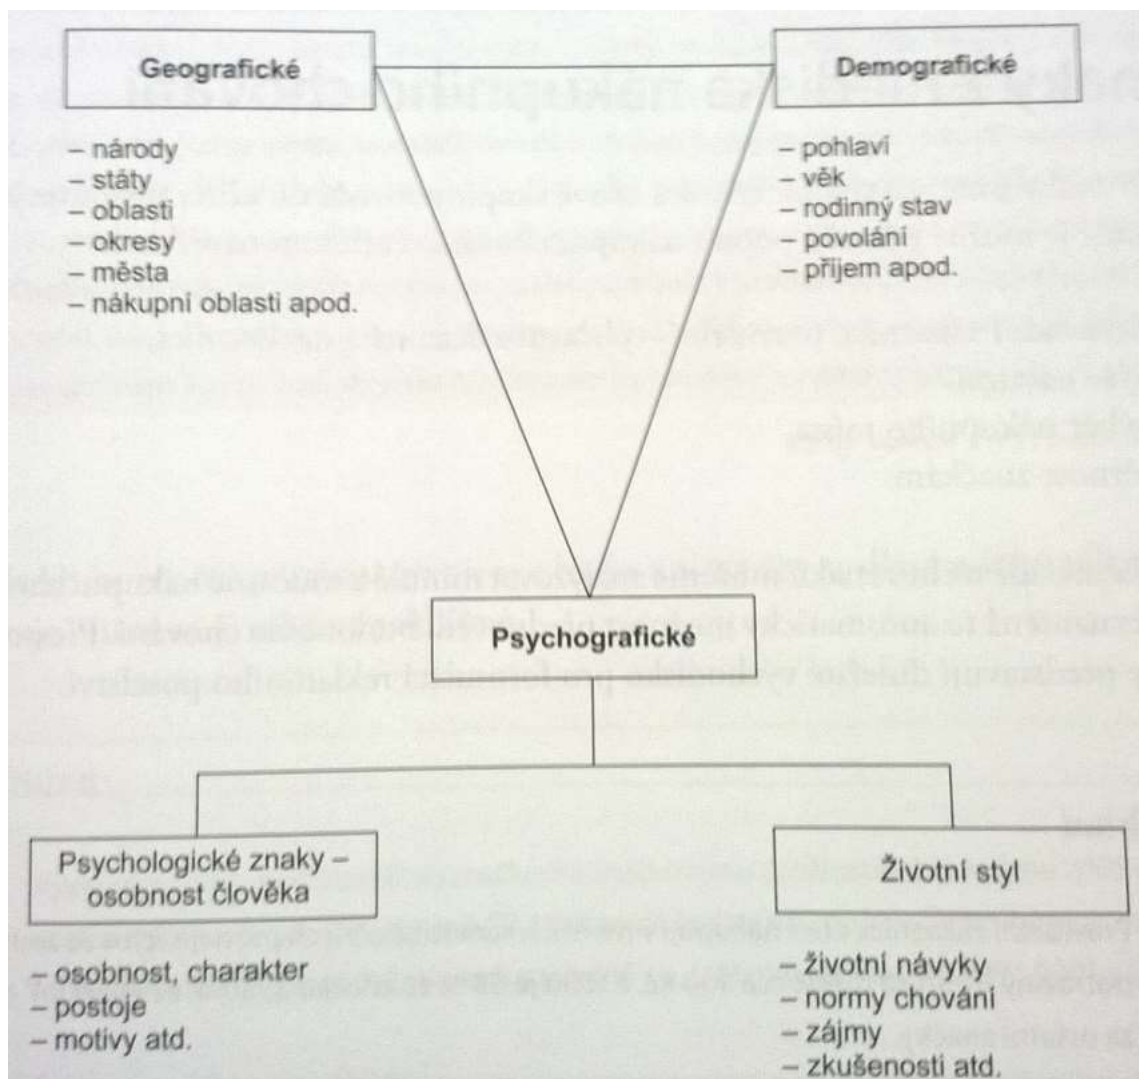 Geografické
Demografické
– národy
– státy
– oblasti
– okresy
– města
– nákupní oblasti apod.
– pohlaví
– věk
– rodinný stav
– povolání
– příjem apod.
Psychografické
Psychologické znaky –
osobnost člověka
– osobnost, charakter
– postoje
– motivy atd.
Životní styl
– životní návyky
– normy chování
– zájmy
– zkušenosti atd.